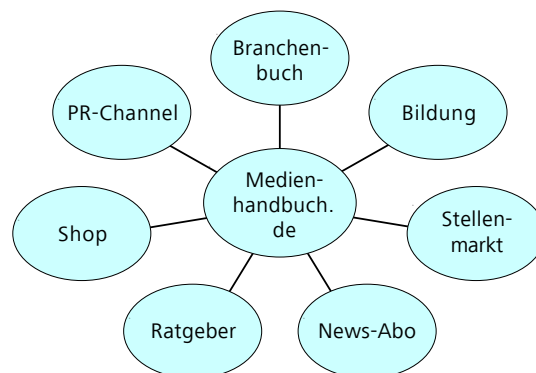 Branchen-
buch
PR-Channel
Bildung
Medien-
handbuch.
de
Shop
Stellen-
markt
Ratgeber
News-Abo